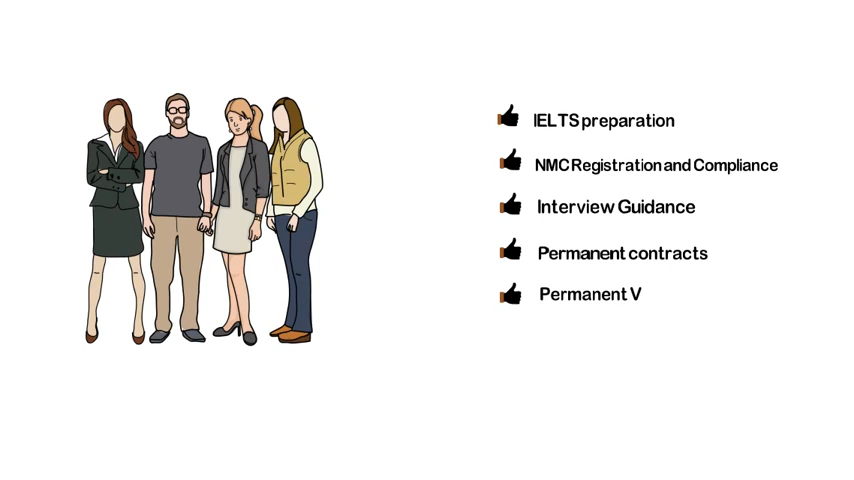 IELTS preparation
NMC Registration and Compliance
Interview Guidance
Permanent contracts
Permanent V